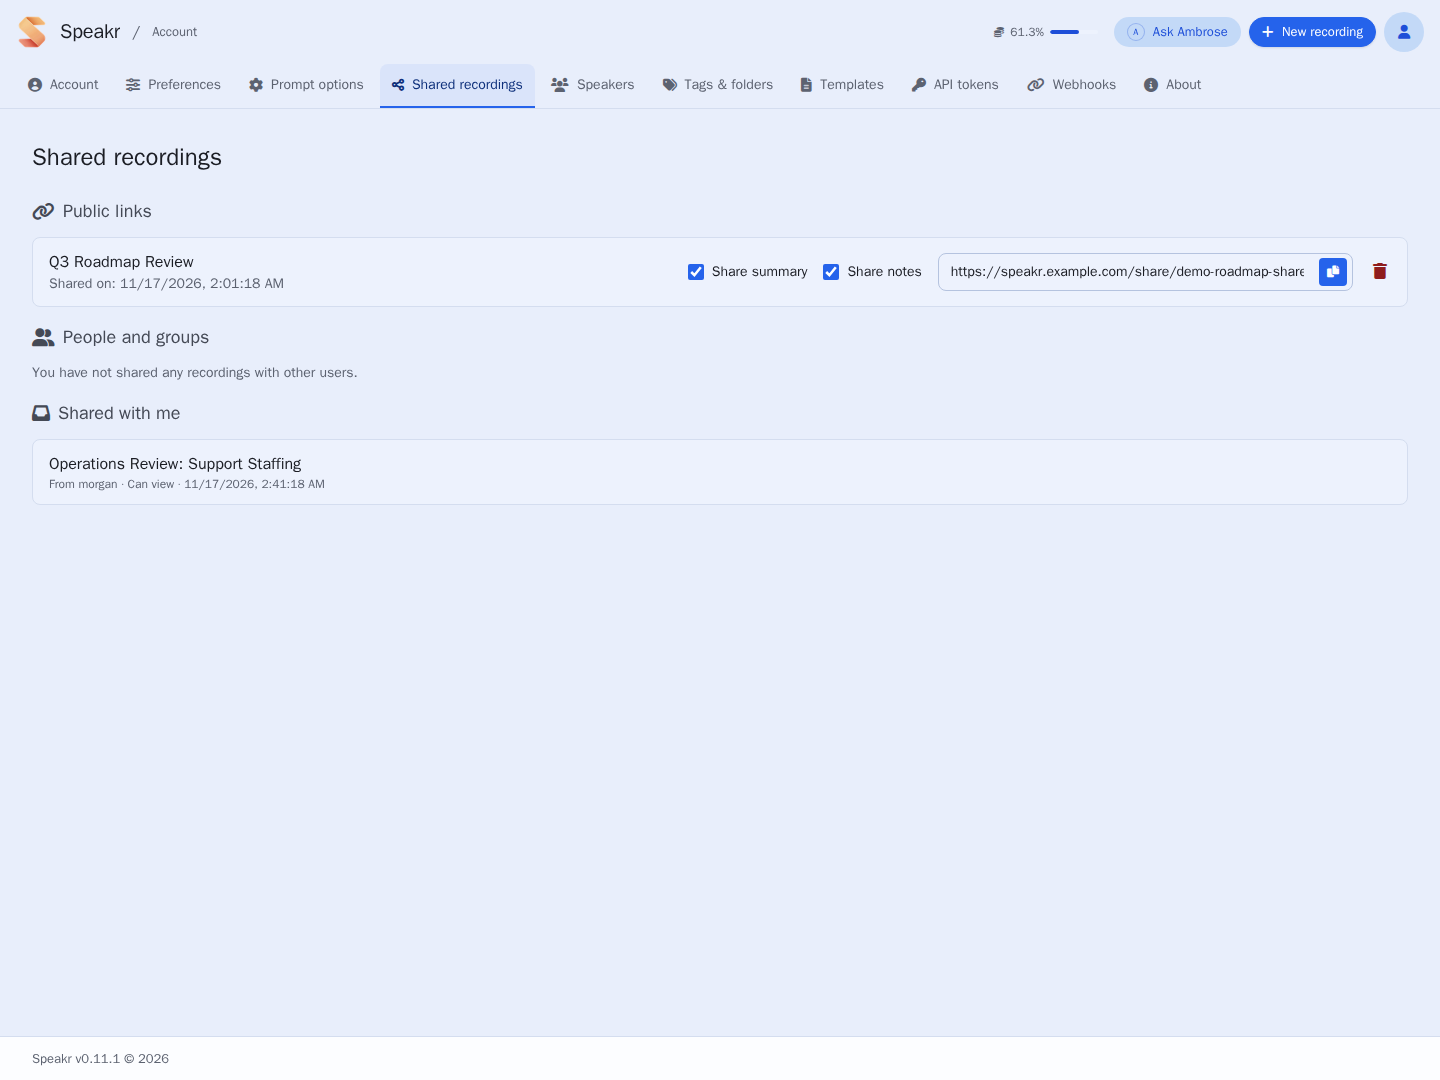 Speakr / Account
61.3%
A Ask Ambrose
New recording
Account
Preferences
Prompt options
Shared recordings
Speakers
Tags & folders
Templates
API tokens
Webhooks
About
Shared recordings
Public links
Q3 Roadmap Review
Shared on: 11/17/2026, 2:01:18 AM
Share summary
Share notes
https://speakr.example.com/share/demo-roadmap-share
People and groups
You have not shared any recordings with other users.
Shared with me
Operations Review: Support Staffing
From morgan · Can view · 11/17/2026, 2:41:18 AM
Speakr v0.11.1 © 2026